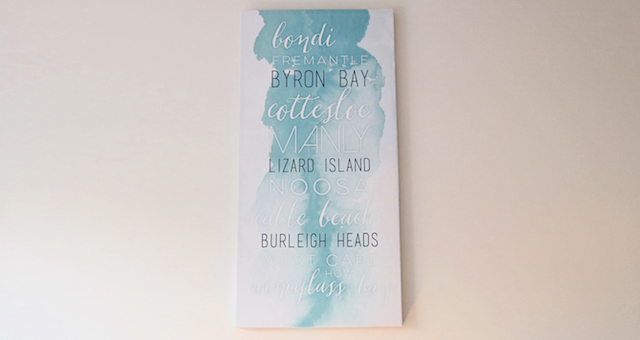 bondi
FREMANTLE
BYRON BAY
cottesloe
MANLY
LIZARD ISLAND
NOOSA
beach
BURLEIGH HEADS